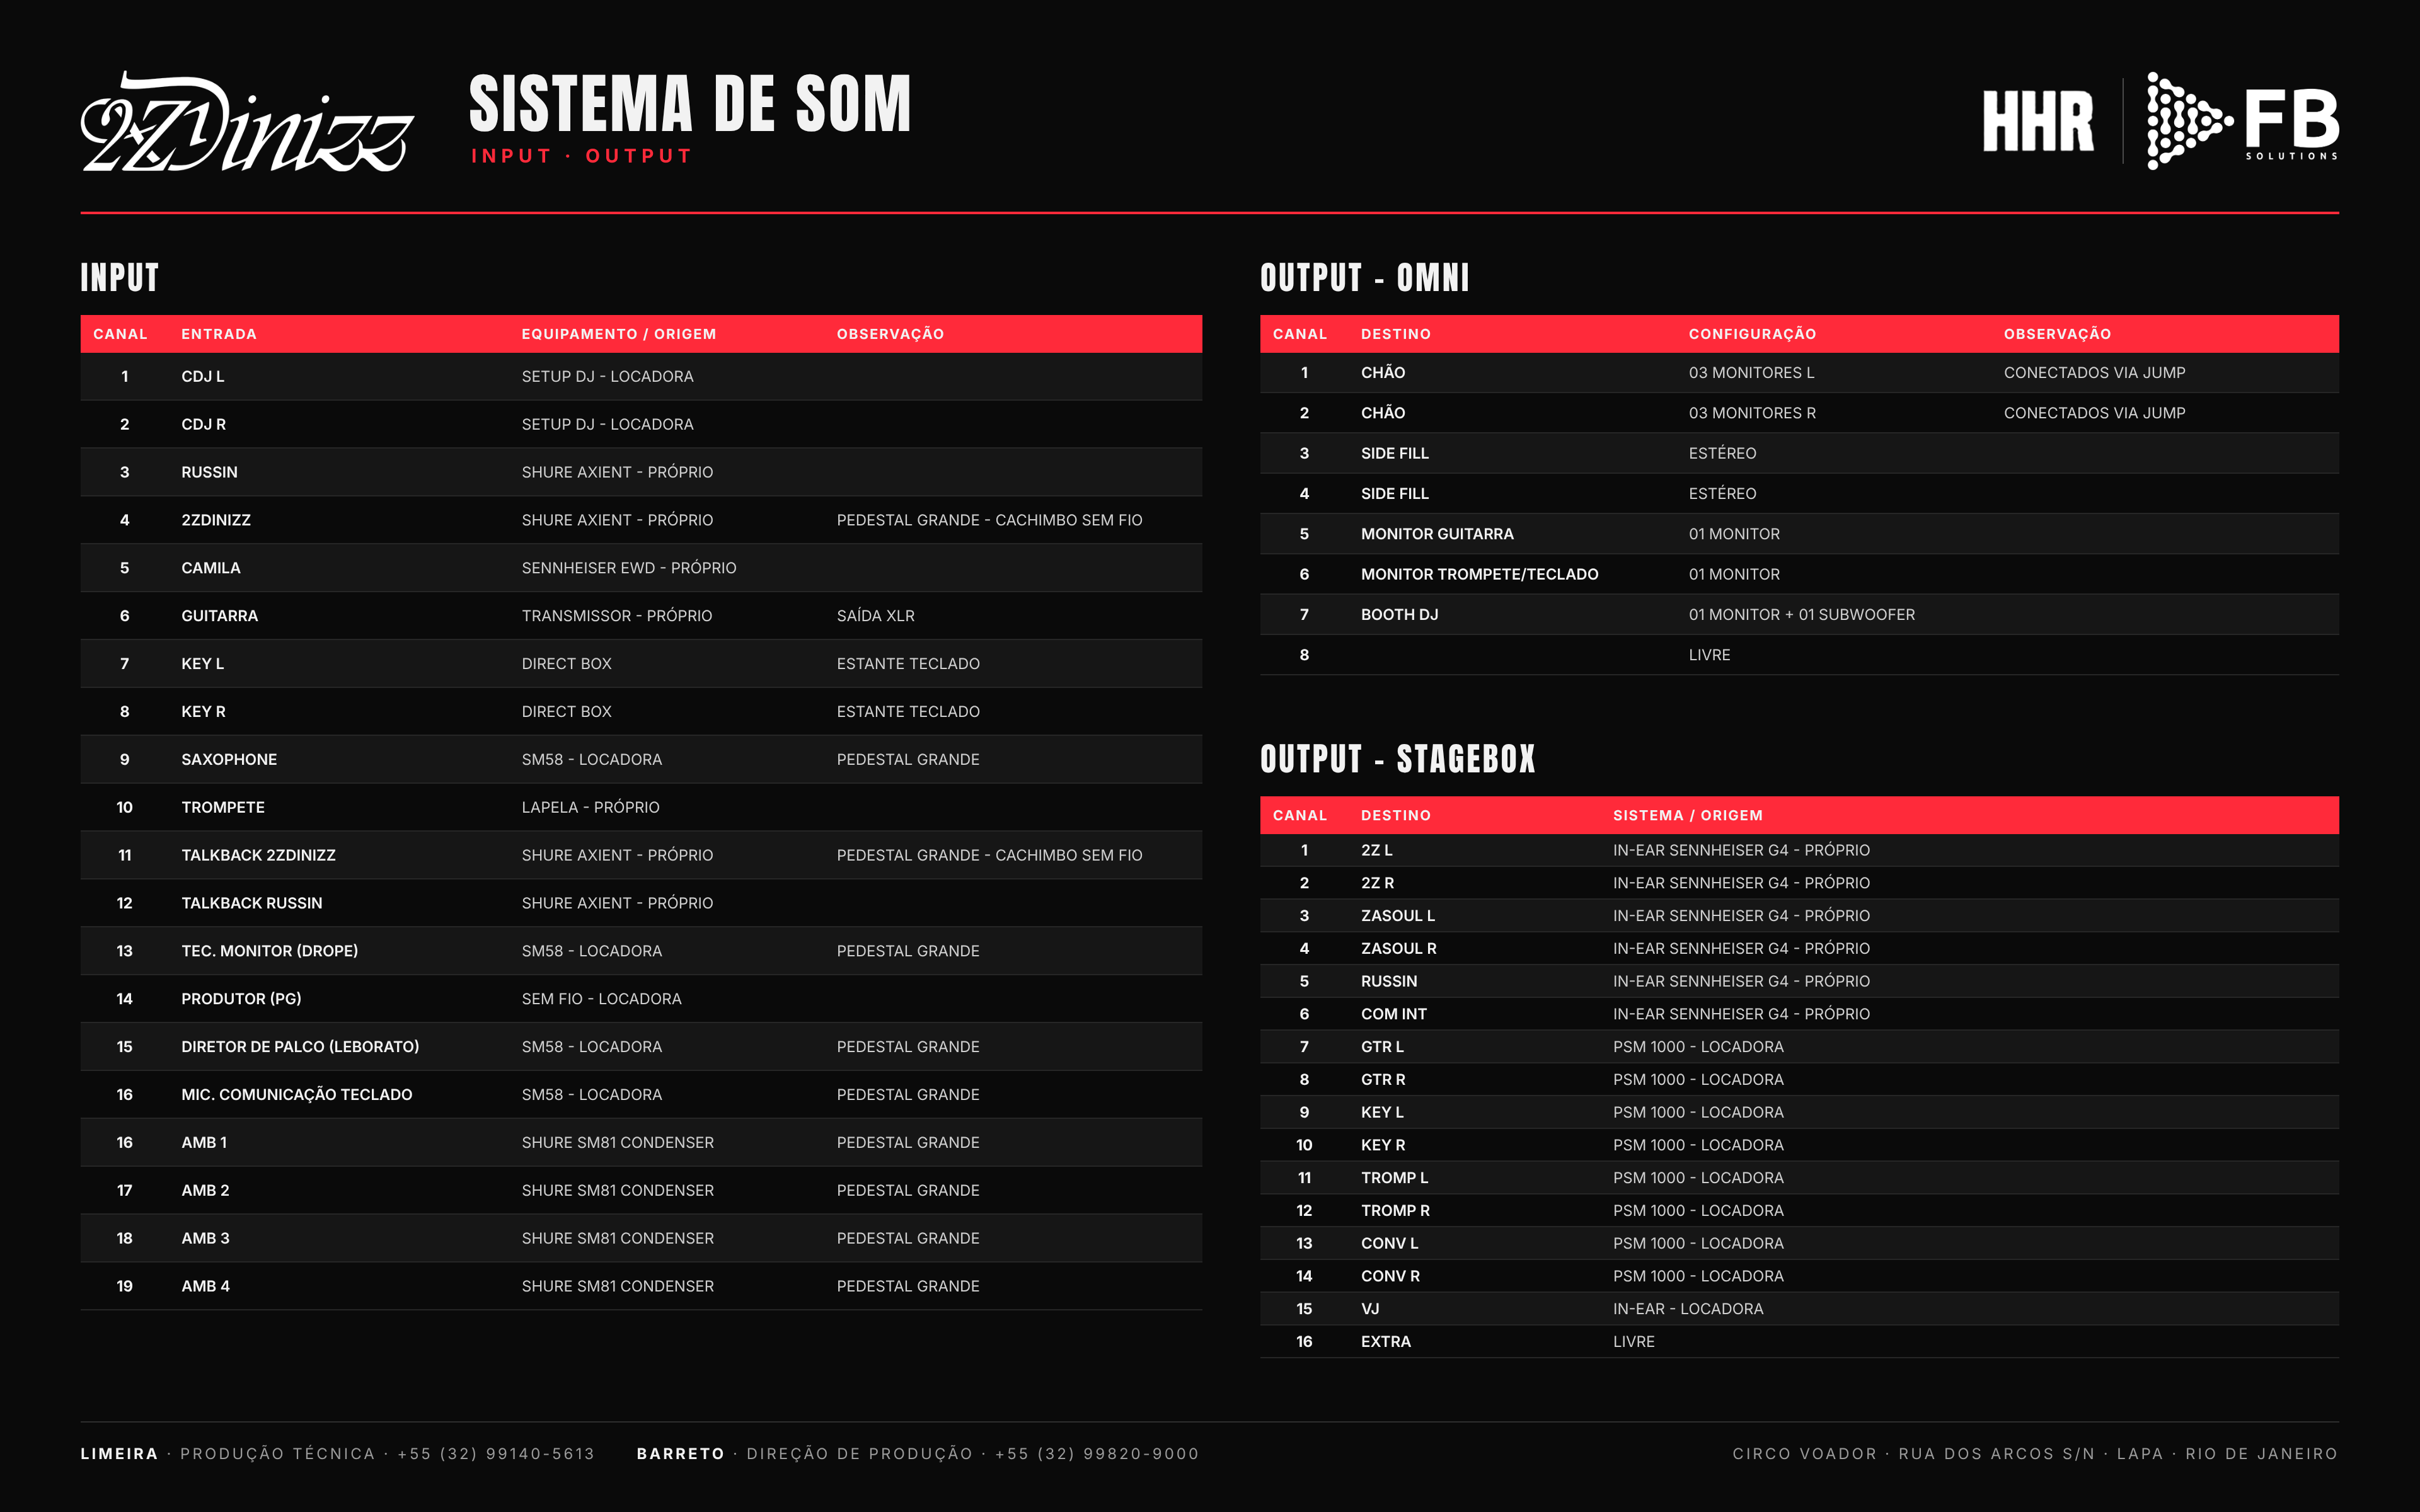 2ZDinizz
SISTEMA DE SOM
INPUT · OUTPUT
HHR
FB
SOLUTIONS
INPUT
CANAL ENTRADA EQUIPAMENTO / ORIGEM OBSERVAÇÃO
1 CDJ L SETUP DJ - LOCADORA
2 CDJ R SETUP DJ - LOCADORA
3 RUSSIN SHURE AXIENT - PRÓPRIO
4 2ZDINIZZ SHURE AXIENT - PRÓPRIO PEDESTAL GRANDE - CACHIMBO SEM FIO
5 CAMILA SENNHEISER EWD - PRÓPRIO
6 GUITARRA TRANSMISSOR - PRÓPRIO SAÍDA XLR
7 KEY L DIRECT BOX ESTANTE TECLADO
8 KEY R DIRECT BOX ESTANTE TECLADO
9 SAXOPHONE SM58 - LOCADORA PEDESTAL GRANDE
10 TROMPETE LAPELA - PRÓPRIO
11 TALKBACK 2ZDINIZZ SHURE AXIENT - PRÓPRIO PEDESTAL GRANDE - CACHIMBO SEM FIO
12 TALKBACK RUSSIN SHURE AXIENT - PRÓPRIO
13 TEC. MONITOR (DROPE) SM58 - LOCADORA PEDESTAL GRANDE
14 PRODUTOR (PG) SEM FIO - LOCADORA
15 DIRETOR DE PALCO (LEBORATO) SM58 - LOCADORA PEDESTAL GRANDE
16 MIC. COMUNICAÇÃO TECLADO SM58 - LOCADORA PEDESTAL GRANDE
16 AMB 1 SHURE SM81 CONDENSER PEDESTAL GRANDE
17 AMB 2 SHURE SM81 CONDENSER PEDESTAL GRANDE
18 AMB 3 SHURE SM81 CONDENSER PEDESTAL GRANDE
19 AMB 4 SHURE SM81 CONDENSER PEDESTAL GRANDE
OUTPUT - OMNI
CANAL DESTINO CONFIGURAÇÃO OBSERVAÇÃO
1 CHÃO 03 MONITORES L CONECTADOS VIA JUMP
2 CHÃO 03 MONITORES R CONECTADOS VIA JUMP
3 SIDE FILL ESTÉREO
4 SIDE FILL ESTÉREO
5 MONITOR GUITARRA 01 MONITOR
6 MONITOR TROMPETE/TECLADO 01 MONITOR
7 BOOTH DJ 01 MONITOR + 01 SUBWOOFER
8 LIVRE
OUTPUT - STAGEBOX
CANAL DESTINO SISTEMA / ORIGEM
1 2Z L IN-EAR SENNHEISER G4 - PRÓPRIO
2 2Z R IN-EAR SENNHEISER G4 - PRÓPRIO
3 ZASOUL L IN-EAR SENNHEISER G4 - PRÓPRIO
4 ZASOUL R IN-EAR SENNHEISER G4 - PRÓPRIO
5 RUSSIN IN-EAR SENNHEISER G4 - PRÓPRIO
6 COM INT IN-EAR SENNHEISER G4 - PRÓPRIO
7 GTR L PSM 1000 - LOCADORA
8 GTR R PSM 1000 - LOCADORA
9 KEY L PSM 1000 - LOCADORA
10 KEY R PSM 1000 - LOCADORA
11 TROMP L PSM 1000 - LOCADORA
12 TROMP R PSM 1000 - LOCADORA
13 CONV L PSM 1000 - LOCADORA
14 CONV R PSM 1000 - LOCADORA
15 VJ IN-EAR - LOCADORA
16 EXTRA LIVRE
LIMEIRA · PRODUÇÃO TÉCNICA · +55 (32) 99140-5613 BARRETO · DIREÇÃO DE PRODUÇÃO · +55 (32) 99820-9000
CIRCO VOADOR · RUA DOS ARCOS S/N · LAPA · RIO DE JANEIRO